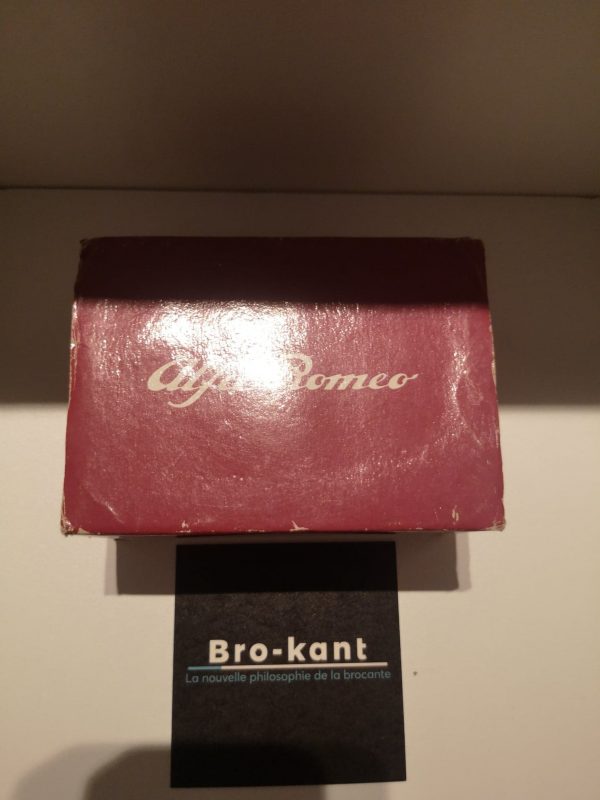 Alfa Romeo
Bro-kant
La nouvelle philosophie de la brocante